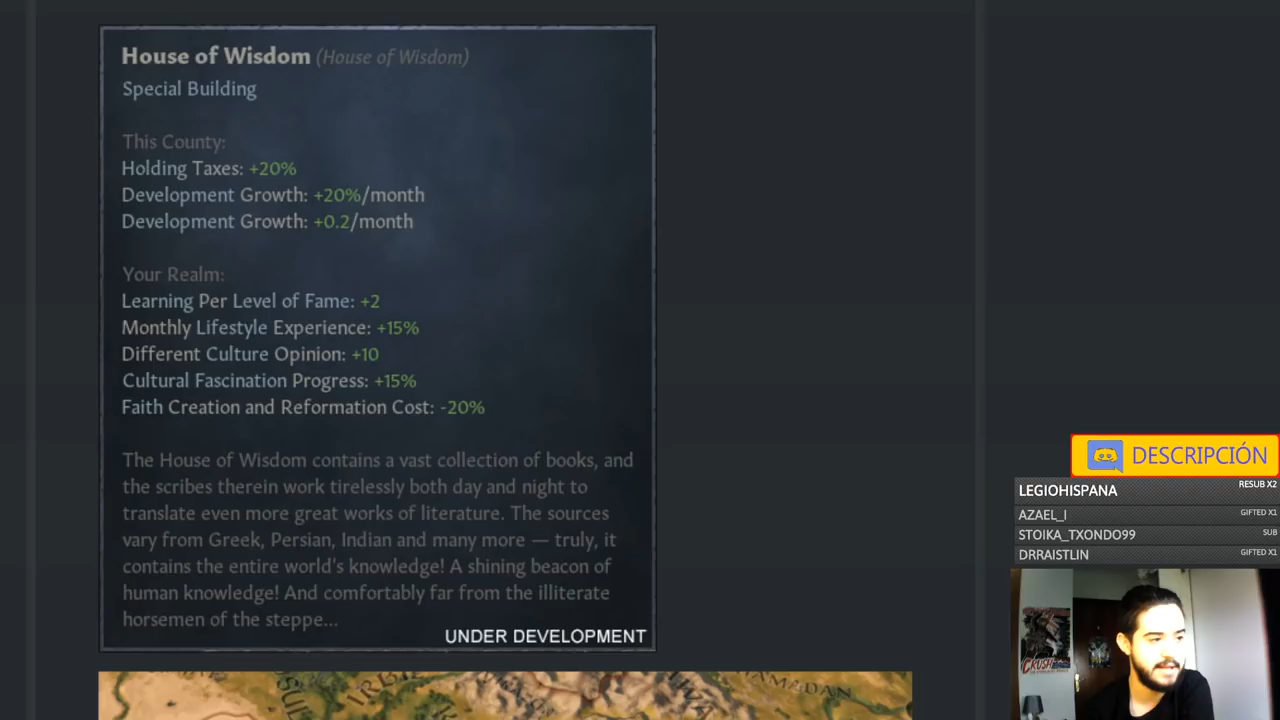 House of Wisdom (House of Wisdom)
Special Building
This County:
Holding Taxes: +20%
Development Growth: +20%/month
Development Growth: +0.2/month
Your Realm:
Learning Per Level of Fame: +2
Monthly Lifestyle Experience: +15%
Different Culture Opinion: +10
Cultural Fascination Progress: +15%
Faith Creation and Reformation Cost: -20%
The House of Wisdom contains a vast collection of books, and
the scribes therein work tirelessly both day and night to
translate even more great works of literature. The sources
vary from Greek, Persian, Indian and many more — truly, it
contains the entire world's knowledge! A shining beacon of
human knowledge! And comfortably far from the illiterate
horsemen of the steppe...
UNDER DEVELOPMENT
DESCRIPCIÓN
LEGIOHISPANA RESUB X2
AZAEL_I GIFTED X1
STOIKA_TXONDO99 SUB
DRRAISTLIN GIFTED X1
CRUSH